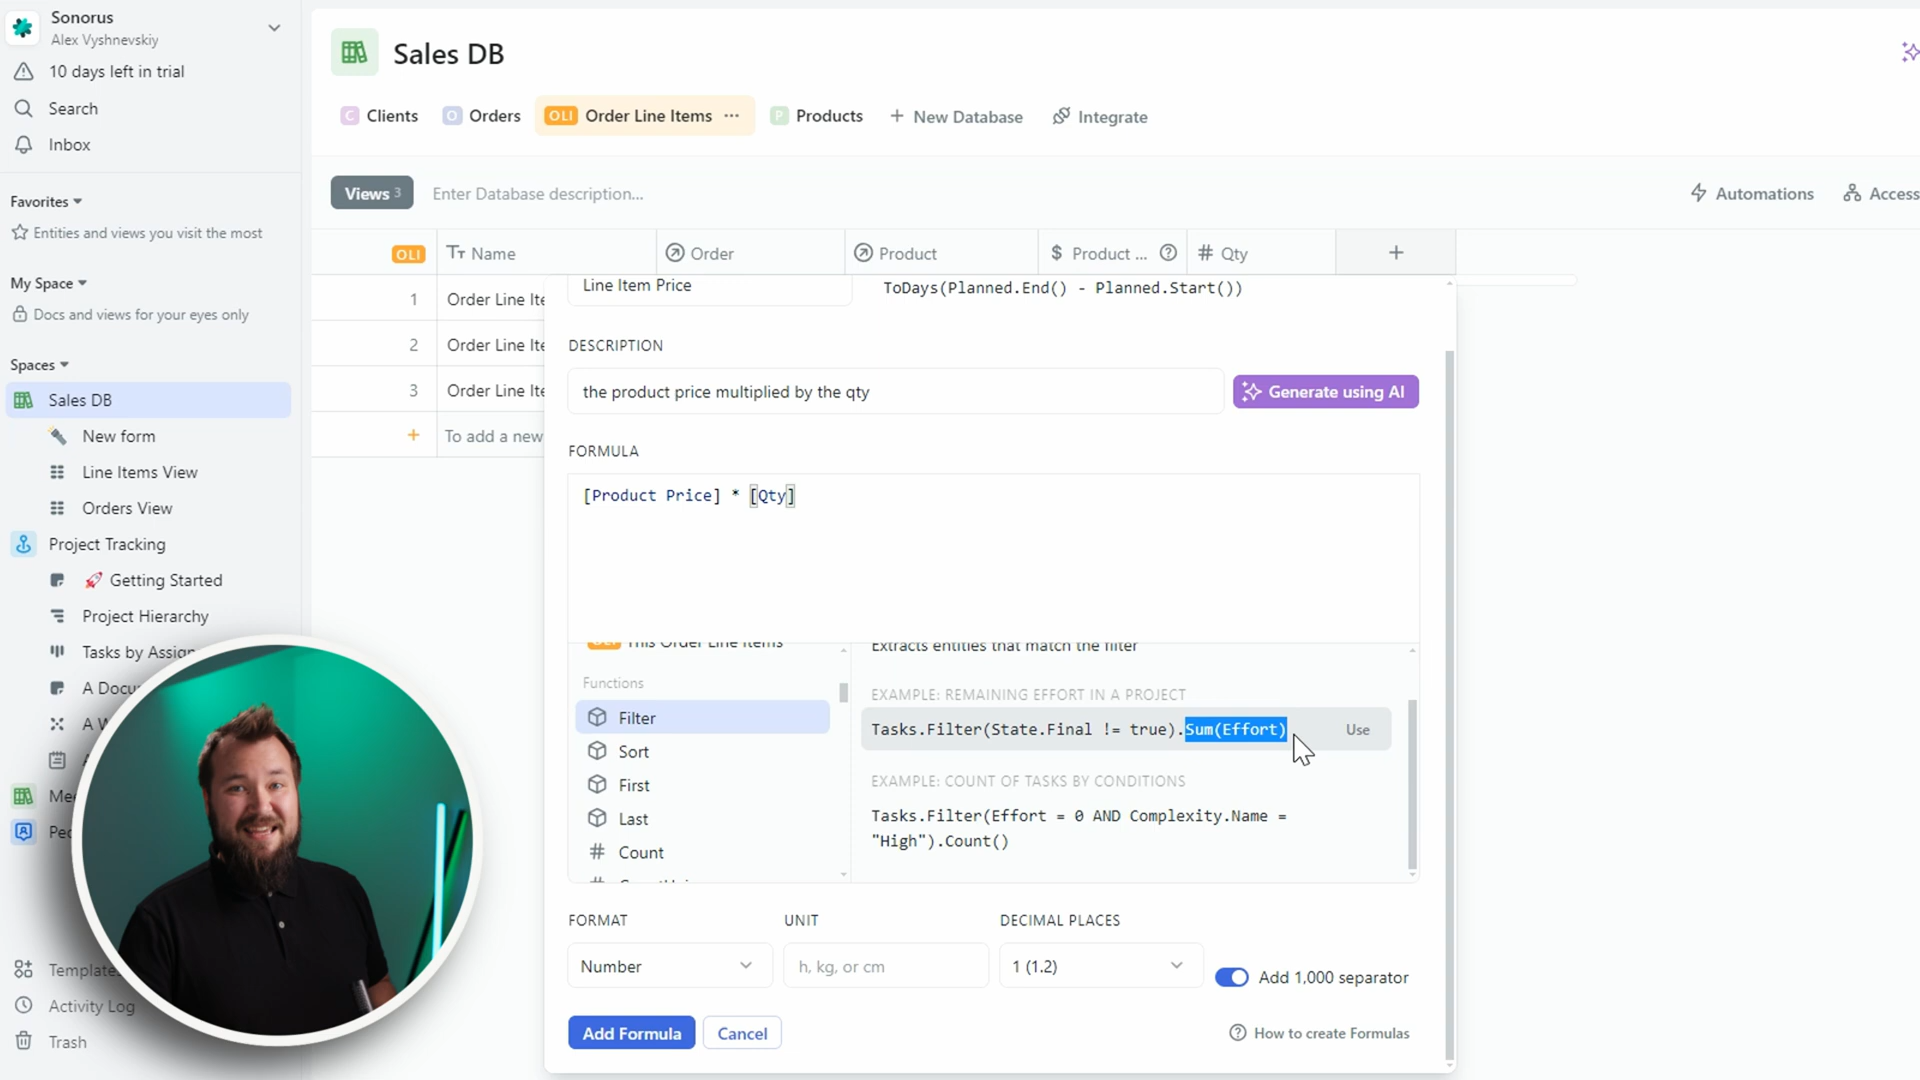 Sonorus
Alex Vyshnevskiy
10 days left in trial
Search
Inbox
Favorites
Entities and views you visit the most
My Space
Docs and views for your eyes only
Spaces
Sales DB
New form
Line Items View
Orders View
Project Tracking
🚀 Getting Started
Project Hierarchy
Tasks by Assign
A Docu
A W
Me
Pec
Templates
Activity Log
Trash
Sales DB
C Clients
O Orders
OLI Order Line Items ...
P Products
+ New Database
Integrate
Views 3
Enter Database description...
Automations
Access
OLI
Tт Name
Order
Product
$ Product ...
# Qty
+
1 Order Line Ite
2 Order Line Ite
3 Order Line Ite
+ To add a new
Line Item Price
ToDays(Planned.End() - Planned.Start())
DESCRIPTION
the product price multiplied by the qty
Generate using AI
FORMULA
[Product Price] * [Qty]
OLI This Order Line Items
Functions
Filter
Sort
First
Last
# Count
Extracts entities that match the filter
EXAMPLE: REMAINING EFFORT IN A PROJECT
Tasks.Filter(State.Final != true).Sum(Effort)
Use
EXAMPLE: COUNT OF TASKS BY CONDITIONS
Tasks.Filter(Effort = 0 AND Complexity.Name =
"High").Count()
FORMAT
UNIT
DECIMAL PLACES
Number
h, kg, or cm
1 (1.2)
Add 1,000 separator
Add Formula
Cancel
How to create Formulas